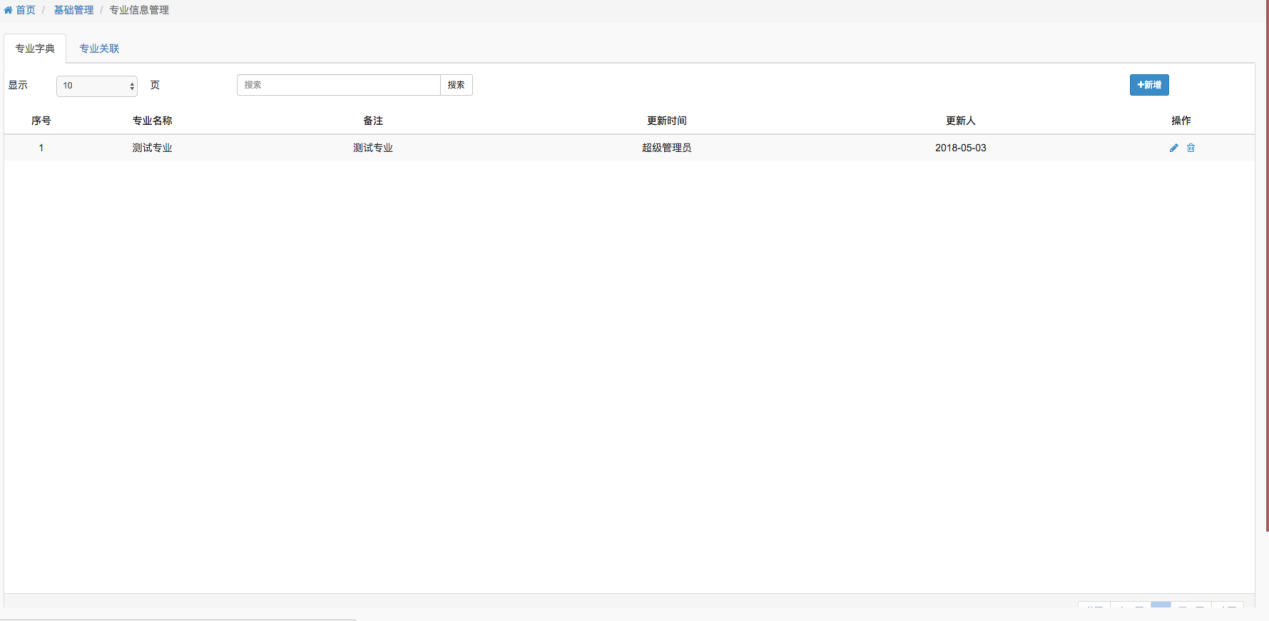 首页 / 基础管理 / 专业信息管理
专业字典 专业关联
显示 10 页 搜索 搜索 +新增
序号 专业名称 备注 更新时间 更新人 操作
1 测试专业 测试专业 超级管理员 2018-05-03